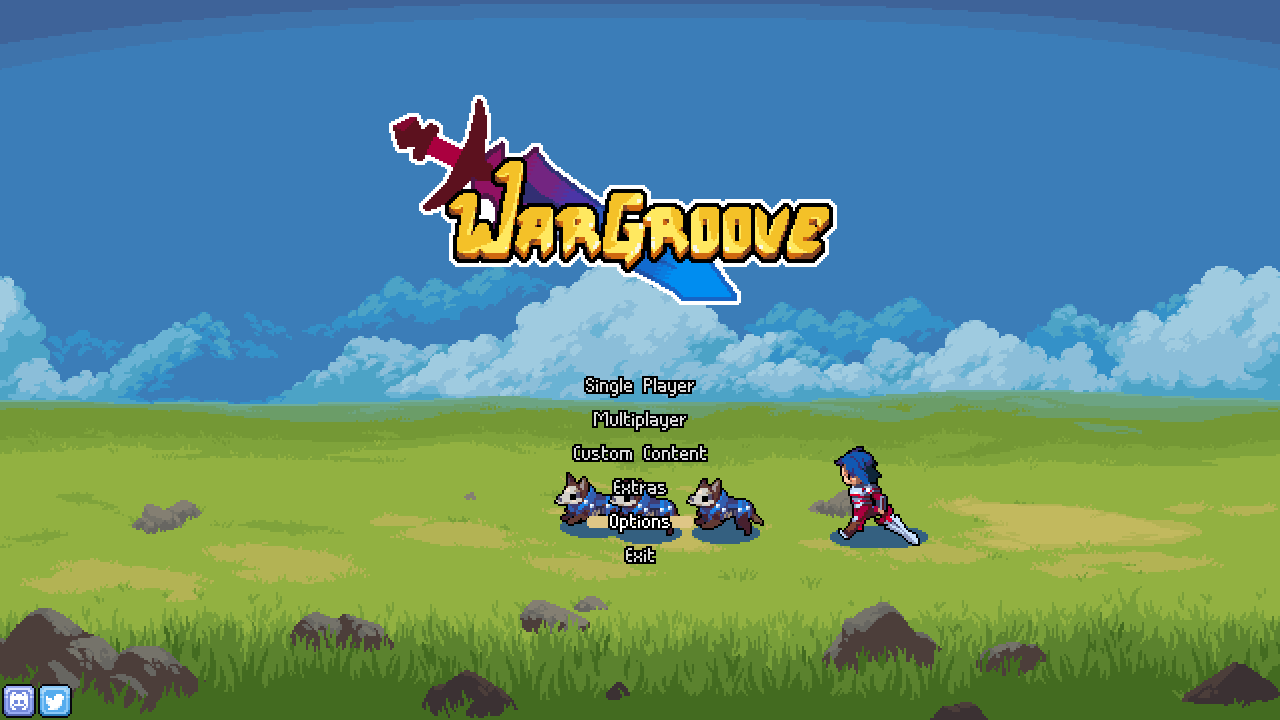 WARGROOVE
Single Player
Multiplayer
Custom Content
Extras
Options
Exit